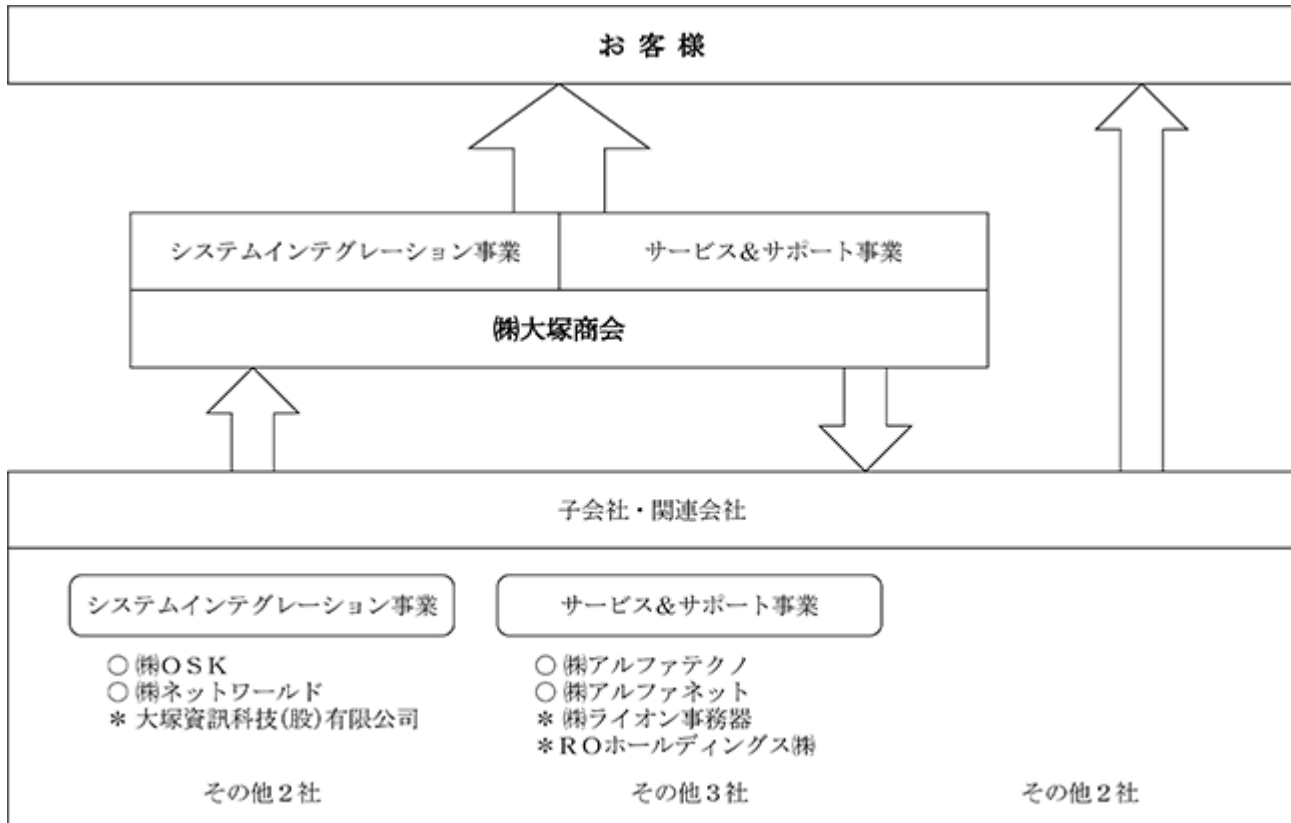 お客様
システムインテグレーション事業
サービス＆サポート事業
㈱大塚商会
子会社・関連会社
システムインテグレーション事業
○㈱ＯＳＫ
○㈱ネットワールド
＊大塚資訊科技(股)有限公司
その他２社
サービス＆サポート事業
○㈱アルファテクノ
○㈱アルファネット
＊㈱ライオン事務器
＊ＲＯホールディングス㈱
その他３社
その他２社